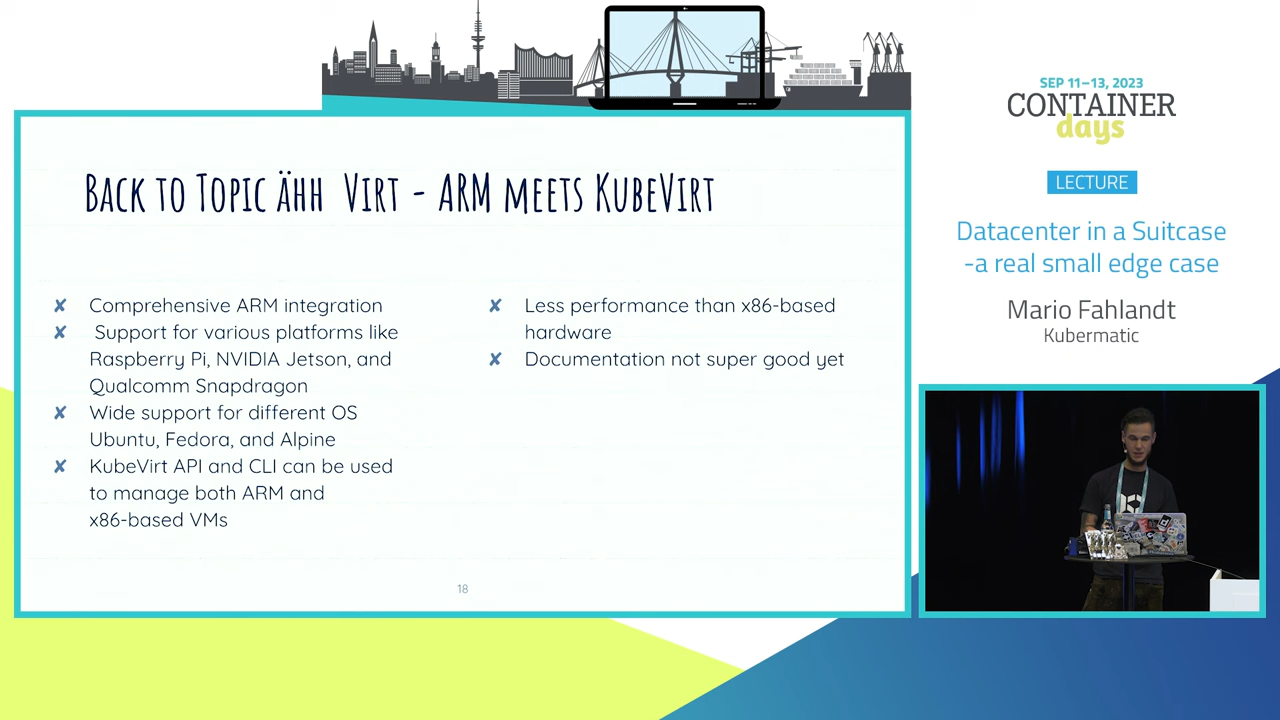 SEP 11–13, 2023
CONTAINER
days
LECTURE
Datacenter in a Suitcase
-a real small edge case
Mario Fahlandt
Kubermatic
Back to Topic ähh Virt - ARM meets KubeVirt
✘ Comprehensive ARM integration
✘ Support for various platforms like
Raspberry Pi, NVIDIA Jetson, and
Qualcomm Snapdragon
✘ Wide support for different OS
Ubuntu, Fedora, and Alpine
✘ KubeVirt API and CLI can be used
to manage both ARM and
x86-based VMs
✘ Less performance than x86-based
hardware
✘ Documentation not super good yet
18